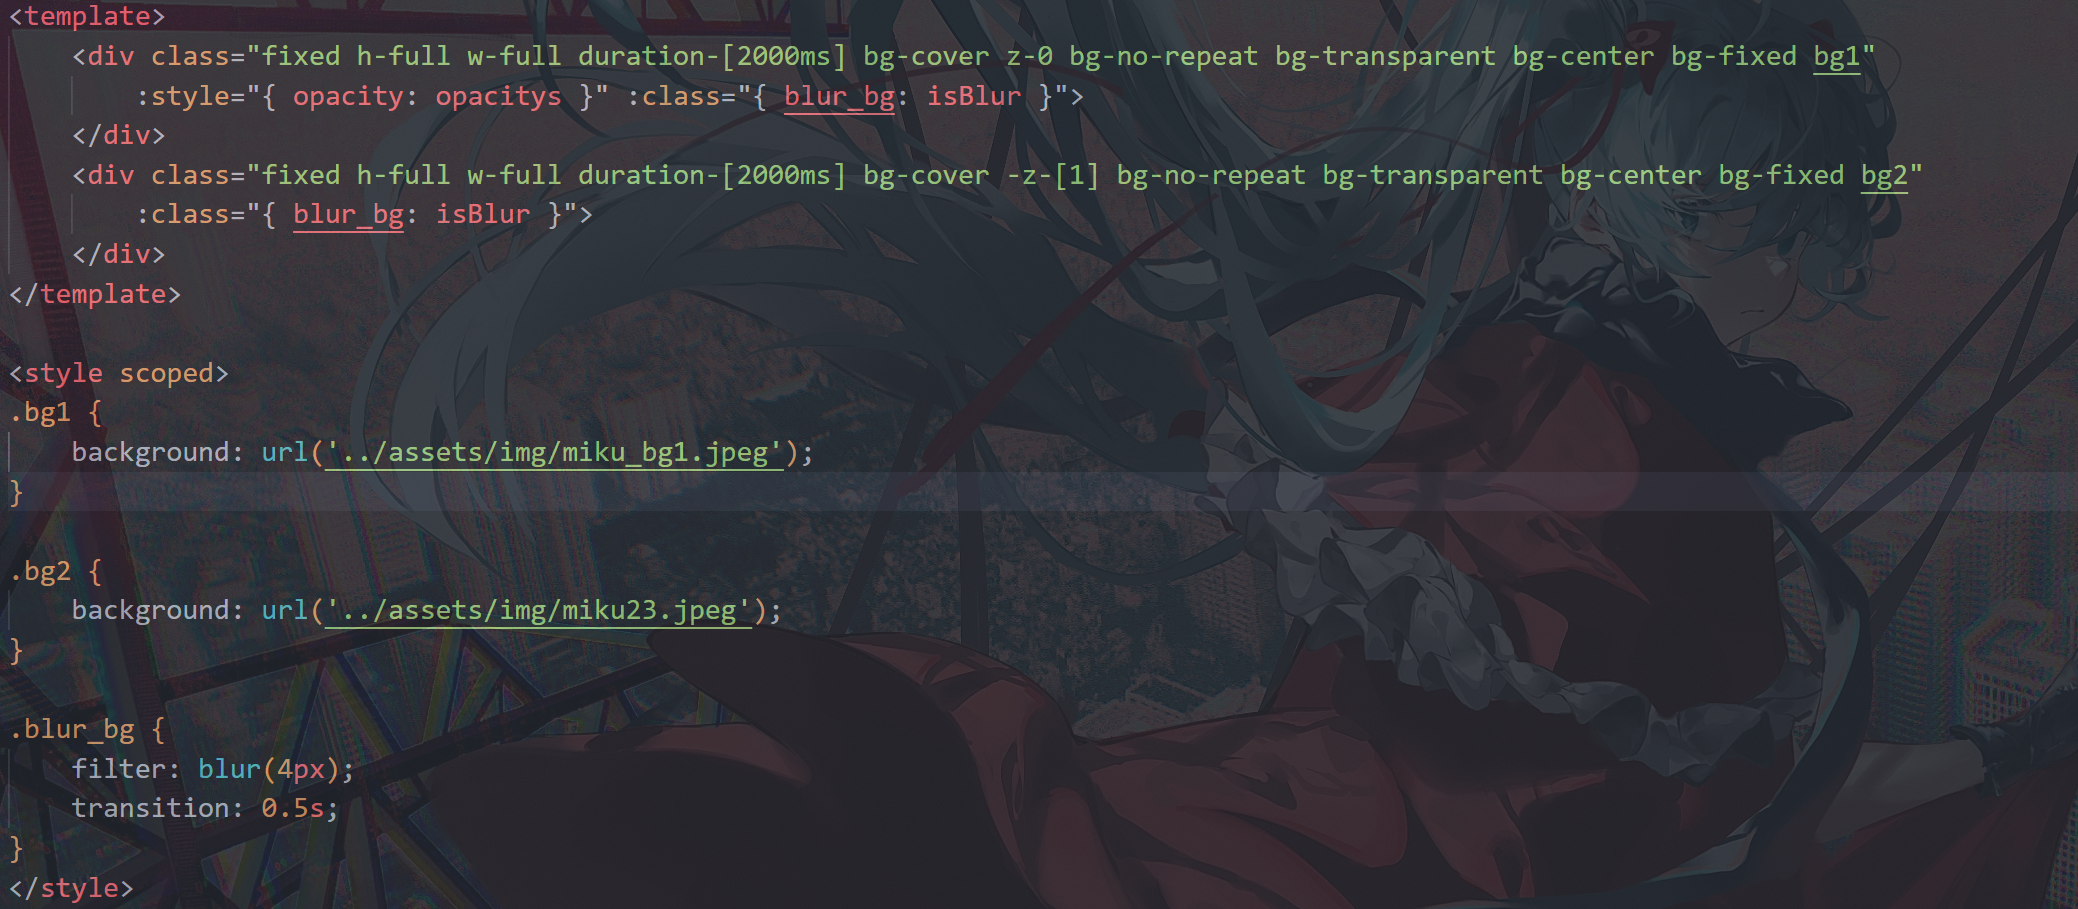 <template>
    <div class="fixed h-full w-full duration-[2000ms] bg-cover z-0 bg-no-repeat bg-transparent bg-center bg-fixed bg1"
        :style="{ opacity: opacitys }" :class="{ blur_bg: isBlur }">
    </div>
    <div class="fixed h-full w-full duration-[2000ms] bg-cover -z-[1] bg-no-repeat bg-transparent bg-center bg-fixed bg2"
        :class="{ blur_bg: isBlur }">
    </div>
</template>

<style scoped>
.bg1 {
    background: url('../assets/img/miku_bg1.jpeg');
}

.bg2 {
    background: url('../assets/img/miku23.jpeg');
}

.blur_bg {
    filter: blur(4px);
    transition: 0.5s;
}
</style>